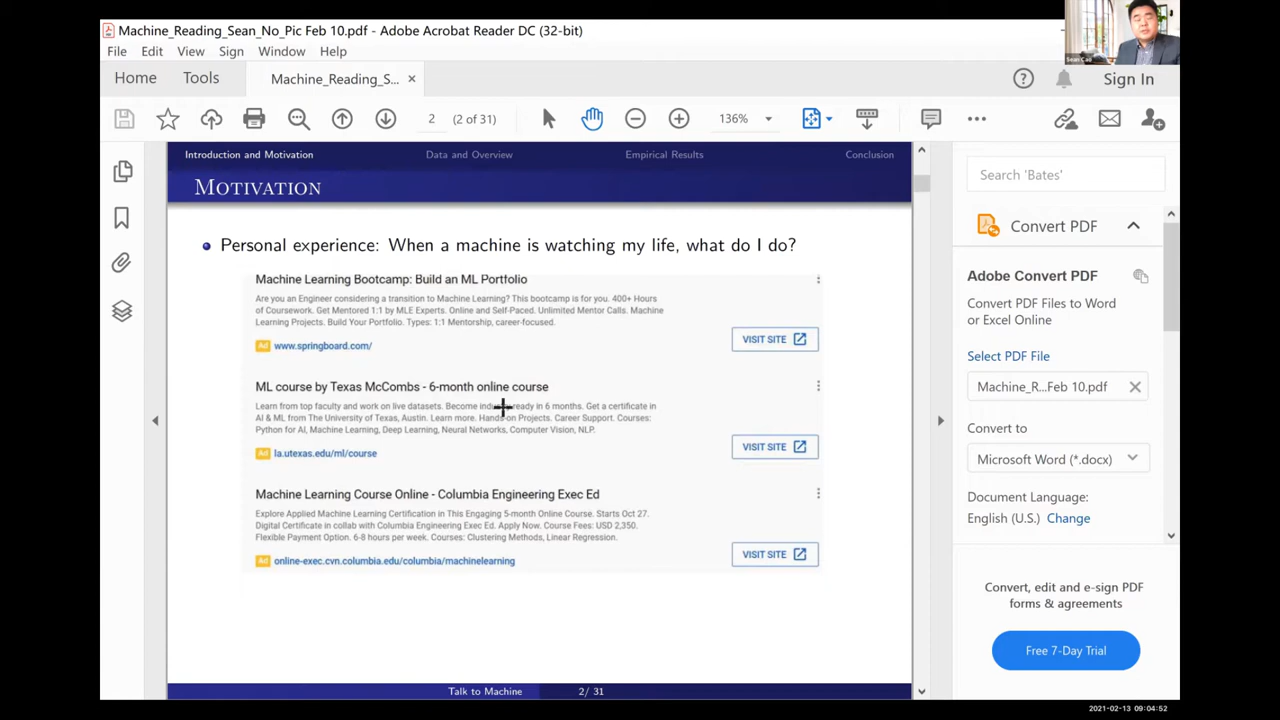 Machine_Reading_Sean_No_Pic Feb 10.pdf - Adobe Acrobat Reader DC (32-bit)
File Edit View Sign Window Help
Home Tools Machine_Reading_S... × Sign In
2 (2 of 31) 136%
Sean Cao
Introduction and Motivation Data and Overview Empirical Results Conclusion
MOTIVATION
Personal experience: When a machine is watching my life, what do I do?
Machine Learning Bootcamp: Build an ML Portfolio
Are you an Engineer considering a transition to Machine Learning? This bootcamp is for you. 400+ Hours
of Coursework. Get Mentored 1:1 by MLE Experts. Online and Self-Paced. Unlimited Mentor Calls. Machine
Learning Projects. Build Your Portfolio. Types: 1:1 Mentorship, career-focused.
VISIT SITE
Ad www.springboard.com/
ML course by Texas McCombs - 6-month online course
Learn from top faculty and work on live datasets. Become industry ready in 6 months. Get a certificate in
AI & ML from The University of Texas, Austin. Learn more. Hands on Projects. Career Support. Courses:
Python for AI, Machine Learning, Deep Learning, Neural Networks, Computer Vision, NLP.
VISIT SITE
Ad la.utexas.edu/ml/course
Machine Learning Course Online - Columbia Engineering Exec Ed
Explore Applied Machine Learning Certification in This Engaging 5-month Online Course. Starts Oct 27.
Digital Certificate in collab with Columbia Engineering Exec Ed. Apply Now. Course Fees: USD 2,350.
Flexible Payment Option. 6-8 hours per week. Courses: Clustering Methods, Linear Regression.
VISIT SITE
Ad online-exec.cvn.columbia.edu/columbia/machinelearning
Talk to Machine 2/ 31
Search 'Bates'
Convert PDF
Adobe Convert PDF
Convert PDF Files to Word
or Excel Online
Select PDF File
Machine_R...Feb 10.pdf
Convert to
Microsoft Word (*.docx)
Document Language:
English (U.S.) Change
Convert, edit and e-sign PDF
forms & agreements
Free 7-Day Trial
2021-02-13 09:04:52